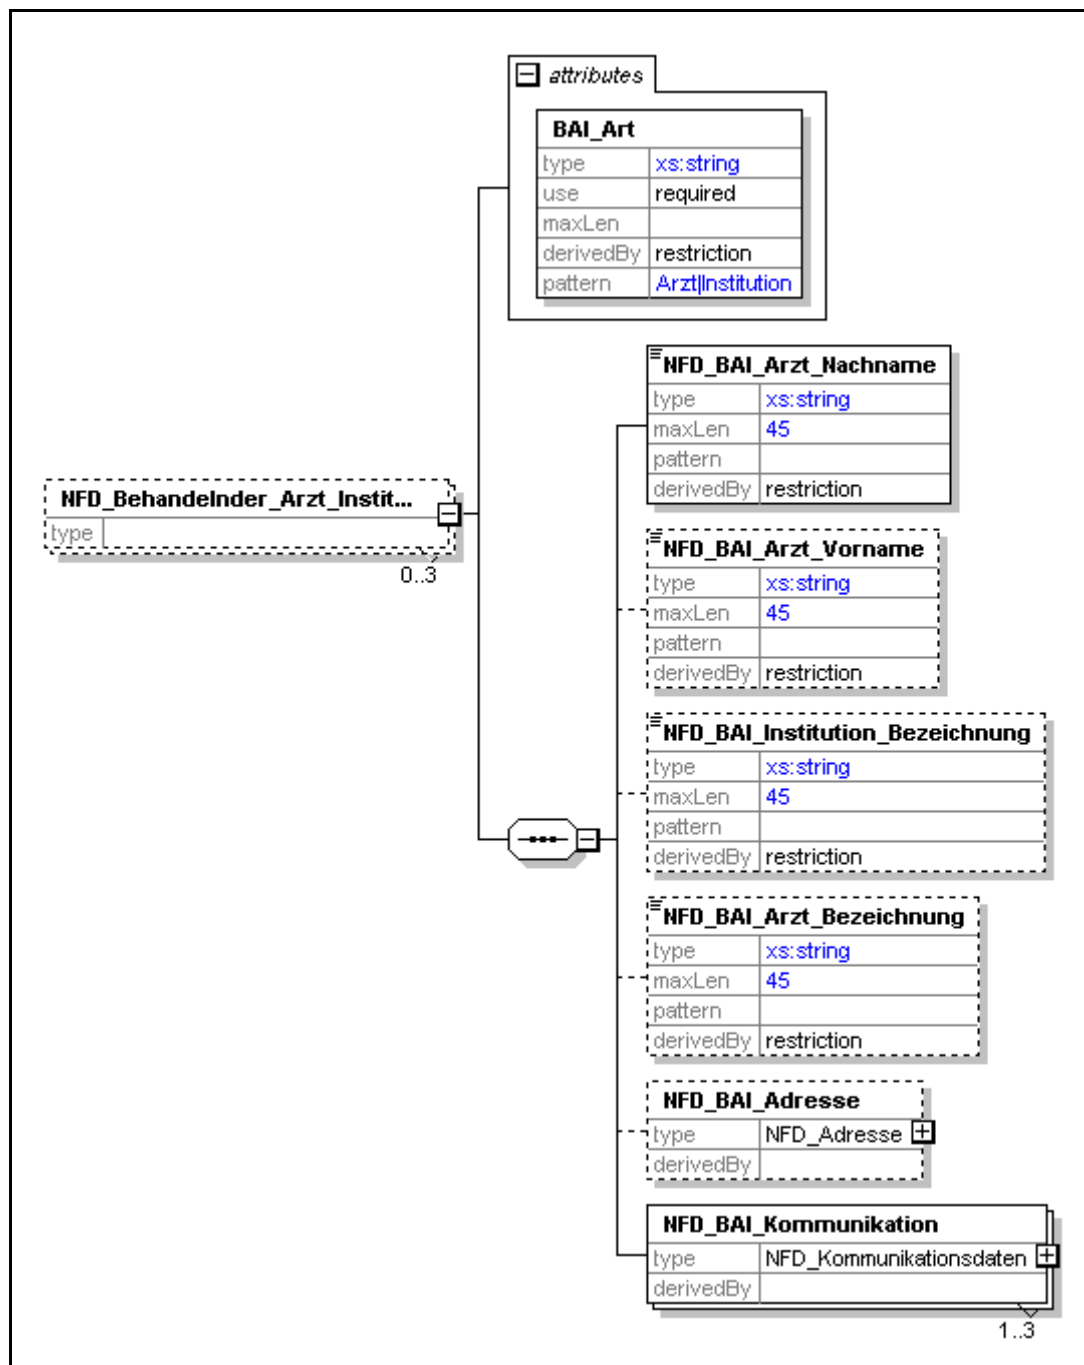 attributes
BAI_Art
type xs:string
use required
maxLen
derivedBy restriction
pattern Arzt|Institution
NFD_BAI_Arzt_Nachname
type xs:string
maxLen 45
pattern
derivedBy restriction
NFD_Behandelnder_Arzt_Instit...
type
0..3
NFD_BAI_Arzt_Vorname
type xs:string
maxLen 45
pattern
derivedBy restriction
NFD_BAI_Institution_Bezeichnung
type xs:string
maxLen 45
pattern
derivedBy restriction
NFD_BAI_Arzt_Bezeichnung
type xs:string
maxLen 45
pattern
derivedBy restriction
NFD_BAI_Adresse
type NFD_Adresse
derivedBy
NFD_BAI_Kommunikation
type NFD_Kommunikationsdaten
derivedBy
1..3